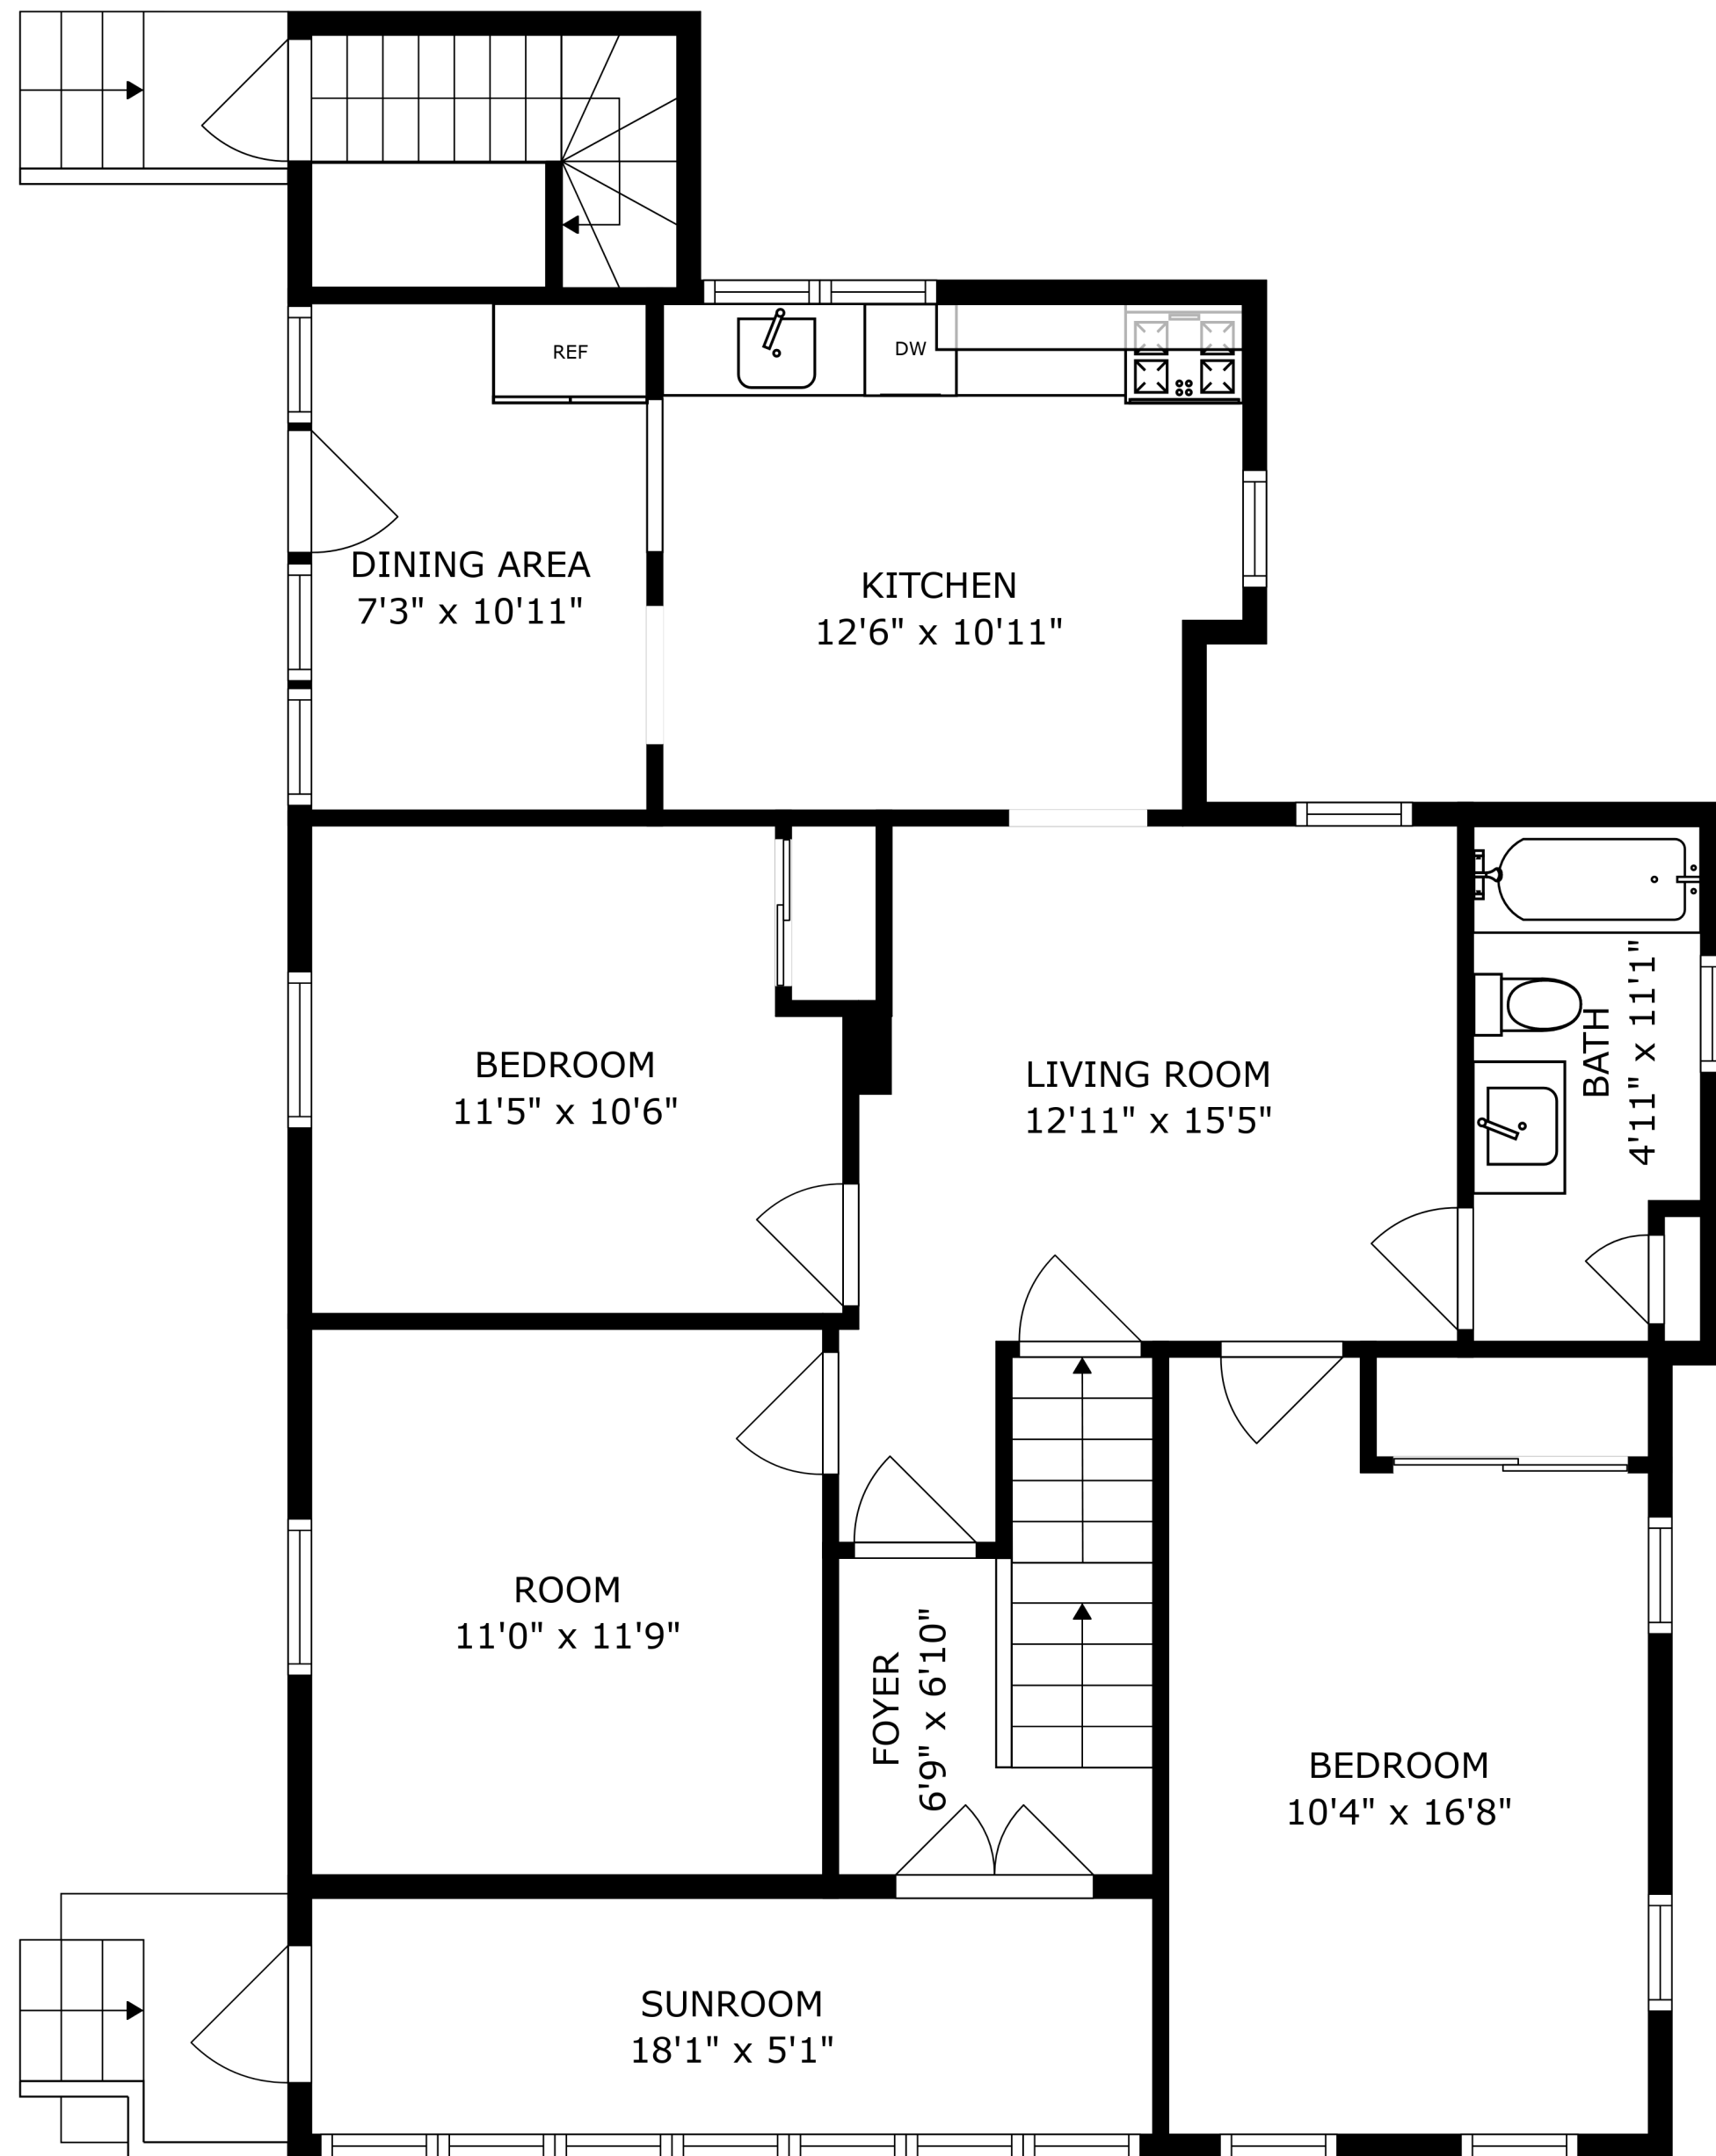 REF
DW
DINING AREA
7'3" x 10'11"
KITCHEN
12'6" x 10'11"
BEDROOM
11'5" x 10'6"
LIVING ROOM
12'11" x 15'5"
BATH
4'11" x 11'1"
ROOM
11'0" x 11'9"
FOYER
6'9" x 6'10"
BEDROOM
10'4" x 16'8"
SUNROOM
18'1" x 5'1"